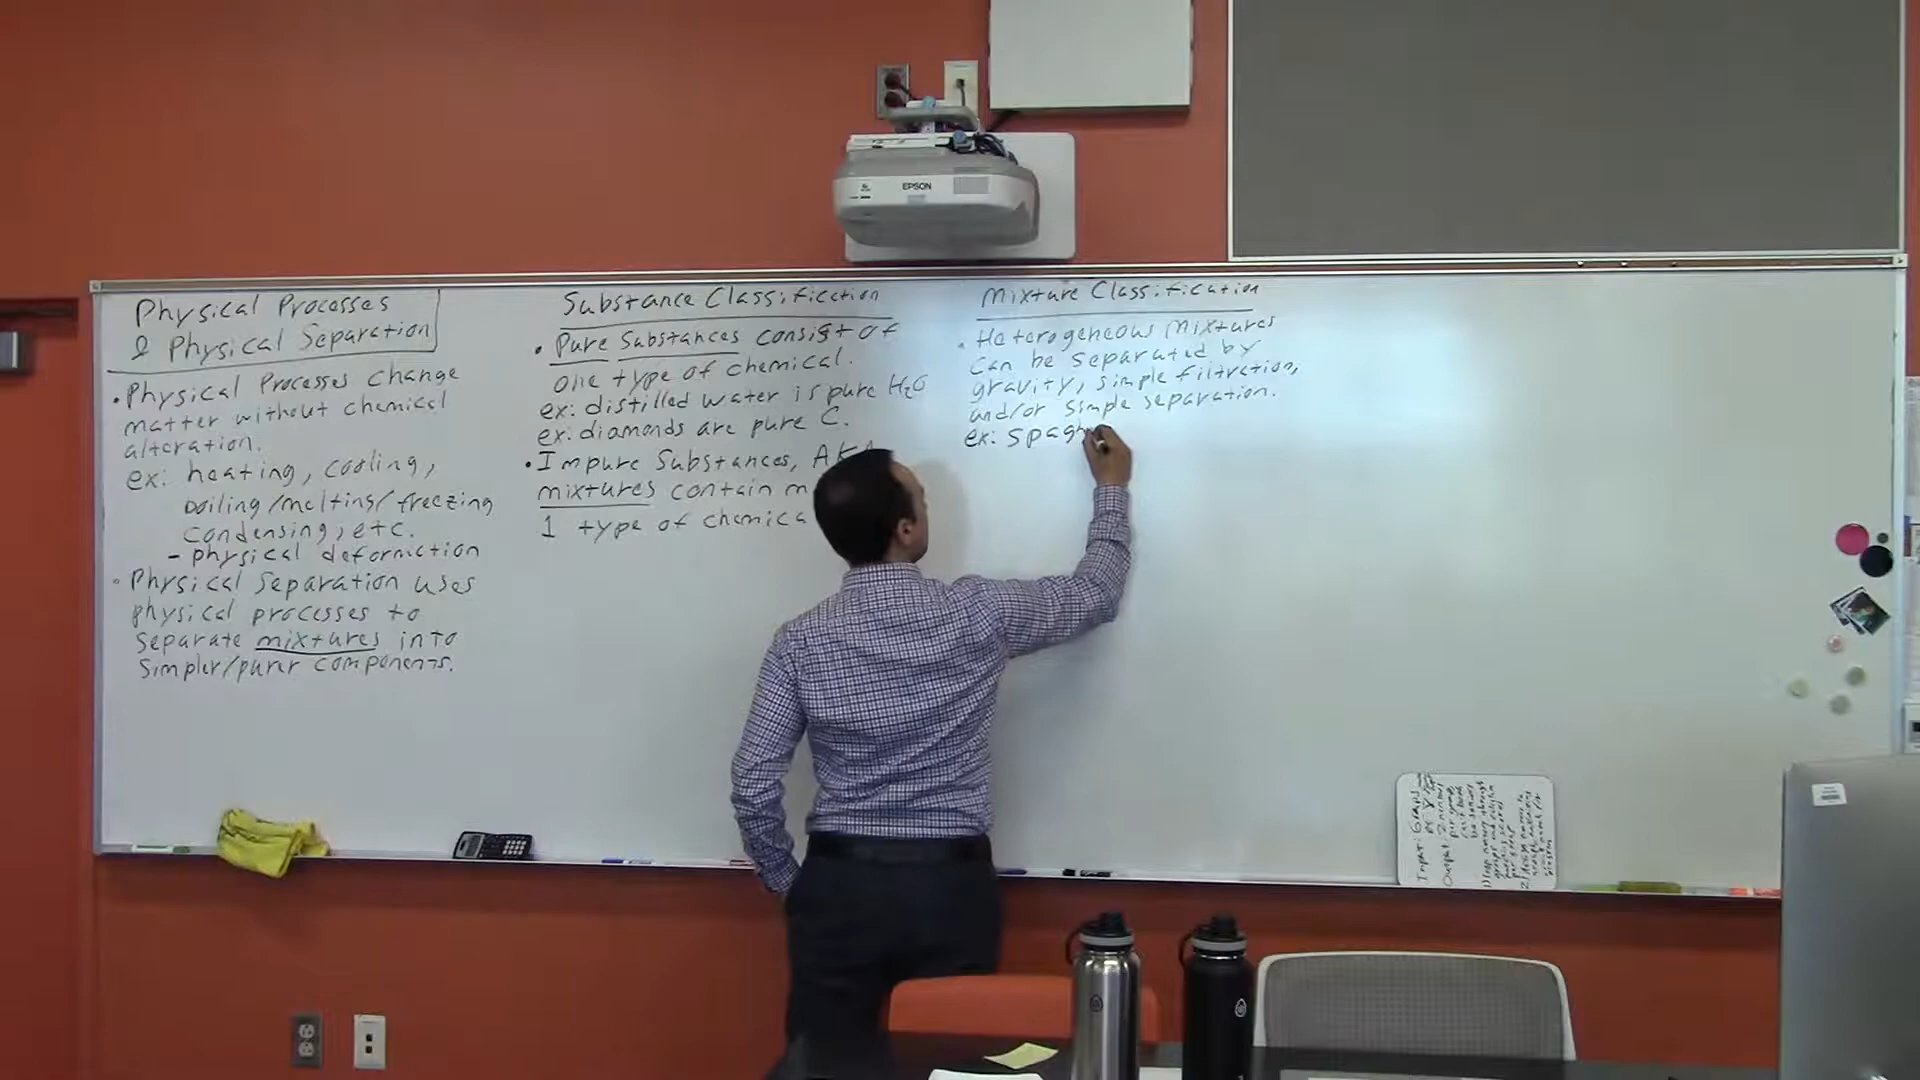 EPSON
Physical Processes
& Physical Separation
• Physical Processes change
matter without chemical
alteration.
ex: heating, cooling,
boiling/melting/freezing
condensing, etc.
- physical deformation
• Physical separation uses
physical processes to
separate mixtures into
simpler/purer components.
Substance Classification
• Pure Substances consist of
one type of chemical.
ex: distilled water is pure H₂O
ex: diamonds are pure C.
• Impure Substances, AKA
mixtures contain m
1 type of chemica
Mixture Classification
• Heterogeneous mixtures
can be separated by
gravity, simple filtration,
and/or simple separation.
ex: spagh
Input:
Output: